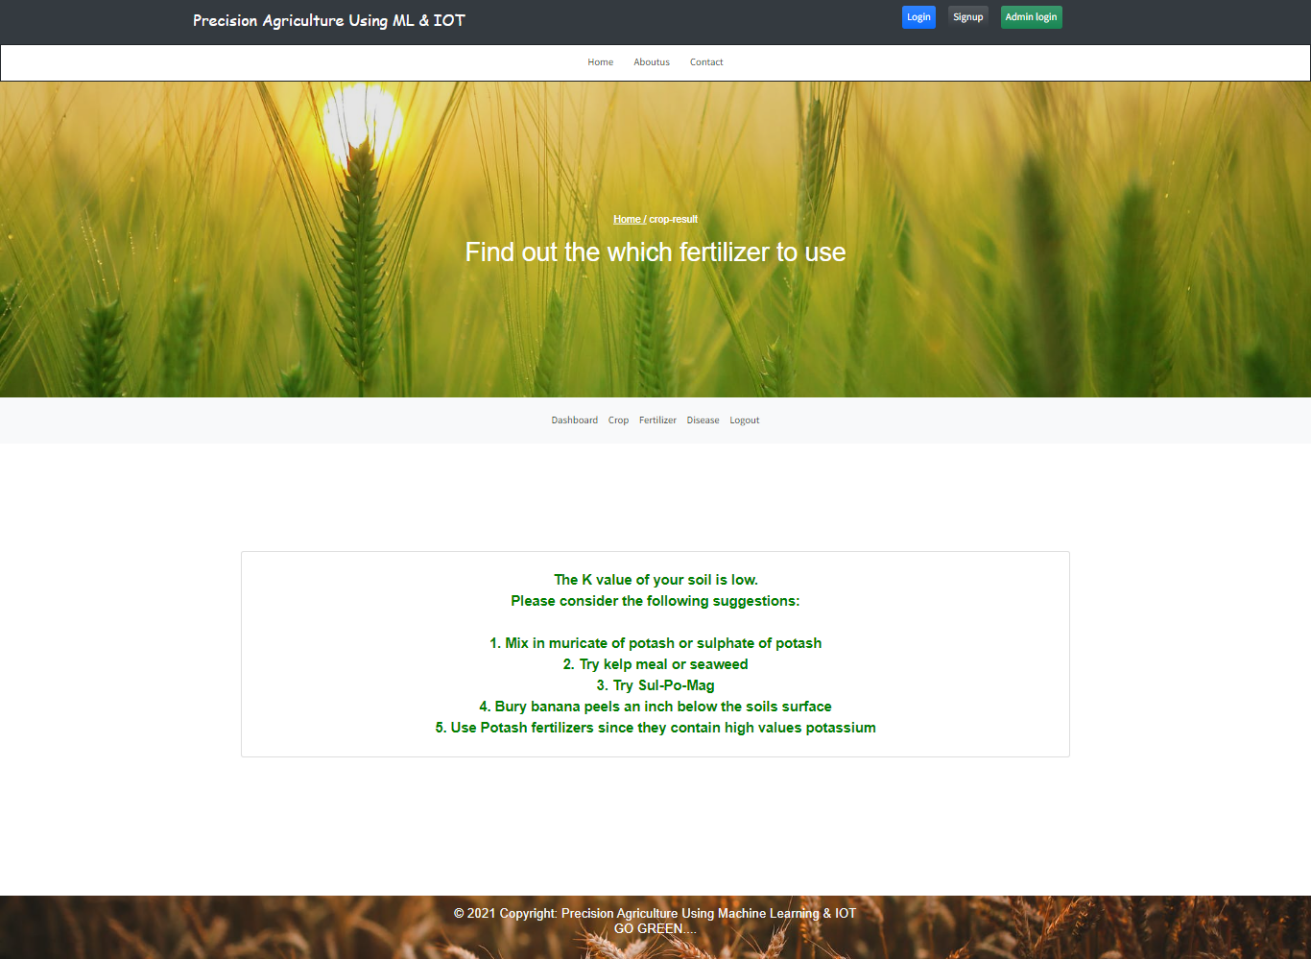 Precision Agriculture Using ML & IOT
Login Signup Admin login
Home Aboutus Contact
Home / crop-result
Find out the which fertilizer to use
Dashboard Crop Fertilizer Disease Logout
The K value of your soil is low.
Please consider the following suggestions:
1. Mix in muricate of potash or sulphate of potash
2. Try kelp meal or seaweed
3. Try Sul-Po-Mag
4. Bury banana peels an inch below the soils surface
5. Use Potash fertilizers since they contain high values potassium
© 2021 Copyright: Precision Agriculture Using Machine Learning & IOT
GO GREEN....